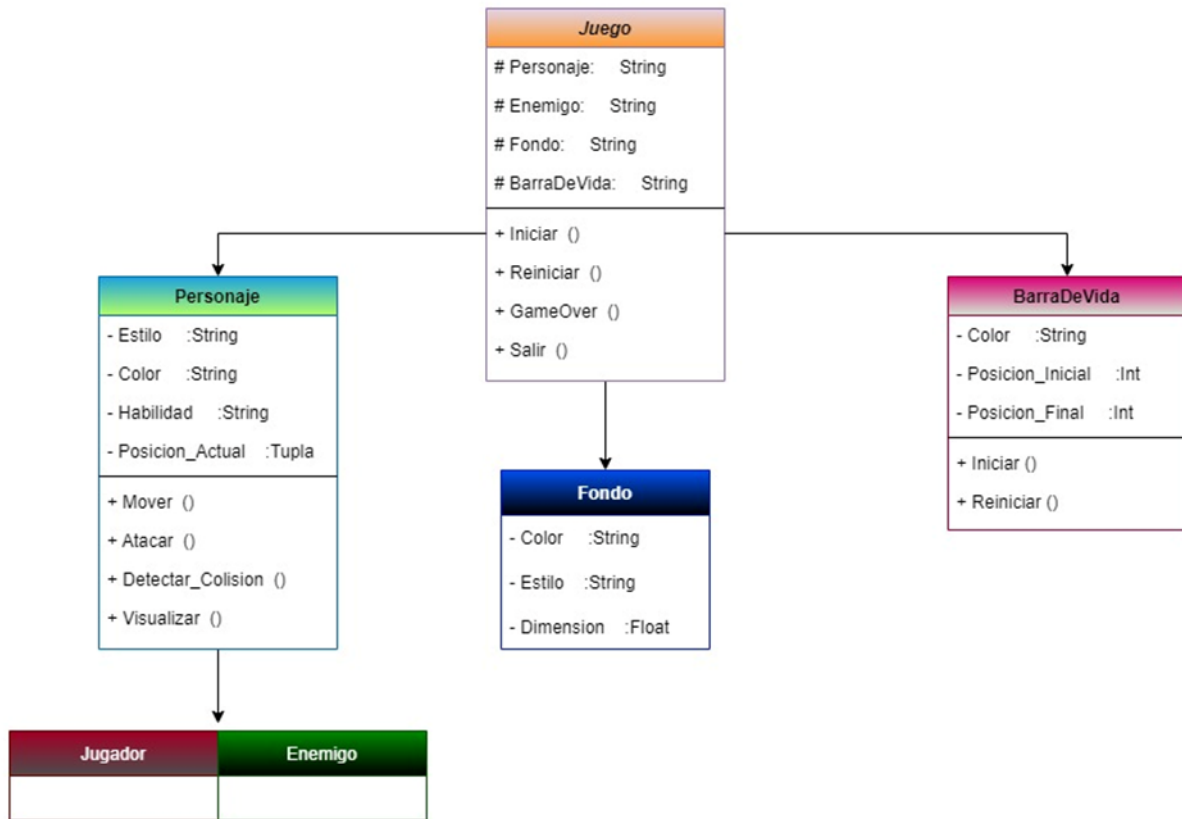 Juego
# Personaje: String
# Enemigo: String
# Fondo: String
# BarraDeVida: String
+ Iniciar ()
+ Reiniciar ()
+ GameOver ()
+ Salir ()
Personaje
- Estilo :String
- Color :String
- Habilidad :String
- Posicion_Actual :Tupla
+ Mover ()
+ Atacar ()
+ Detectar_Colision ()
+ Visualizar ()
Fondo
- Color :String
- Estilo :String
- Dimension :Float
BarraDeVida
- Color :String
- Posicion_Inicial :Int
- Posicion_Final :Int
+ Iniciar ()
+ Reiniciar ()
Jugador
Enemigo